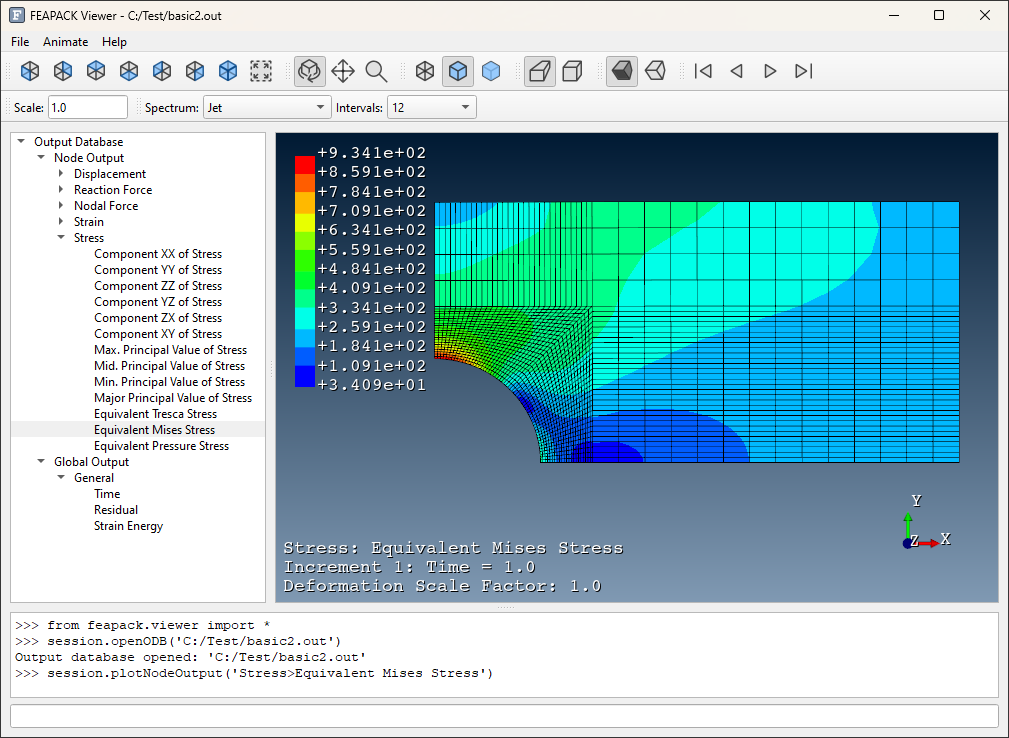 FEAPACK Viewer - C:/Test/basic2.out
File Animate Help
Scale: 1.0 Spectrum: Jet Intervals: 12
Output Database
Node Output
Displacement
Reaction Force
Nodal Force
Strain
Stress
Component XX of Stress
Component YY of Stress
Component ZZ of Stress
Component YZ of Stress
Component ZX of Stress
Component XY of Stress
Max. Principal Value of Stress
Mid. Principal Value of Stress
Min. Principal Value of Stress
Major Principal Value of Stress
Equivalent Tresca Stress
Equivalent Mises Stress
Equivalent Pressure Stress
Global Output
General
Time
Residual
Strain Energy
+9.341e+02
+8.591e+02
+7.841e+02
+7.091e+02
+6.341e+02
+5.591e+02
+4.841e+02
+4.091e+02
+3.341e+02
+2.591e+02
+1.841e+02
+1.091e+02
+3.409e+01
Y
Z X
Stress: Equivalent Mises Stress
Increment 1: Time = 1.0
Deformation Scale Factor: 1.0
>>> from feapack.viewer import *
>>> session.openODB('C:/Test/basic2.out')
Output database opened: 'C:/Test/basic2.out'
>>> session.plotNodeOutput('Stress>Equivalent Mises Stress')